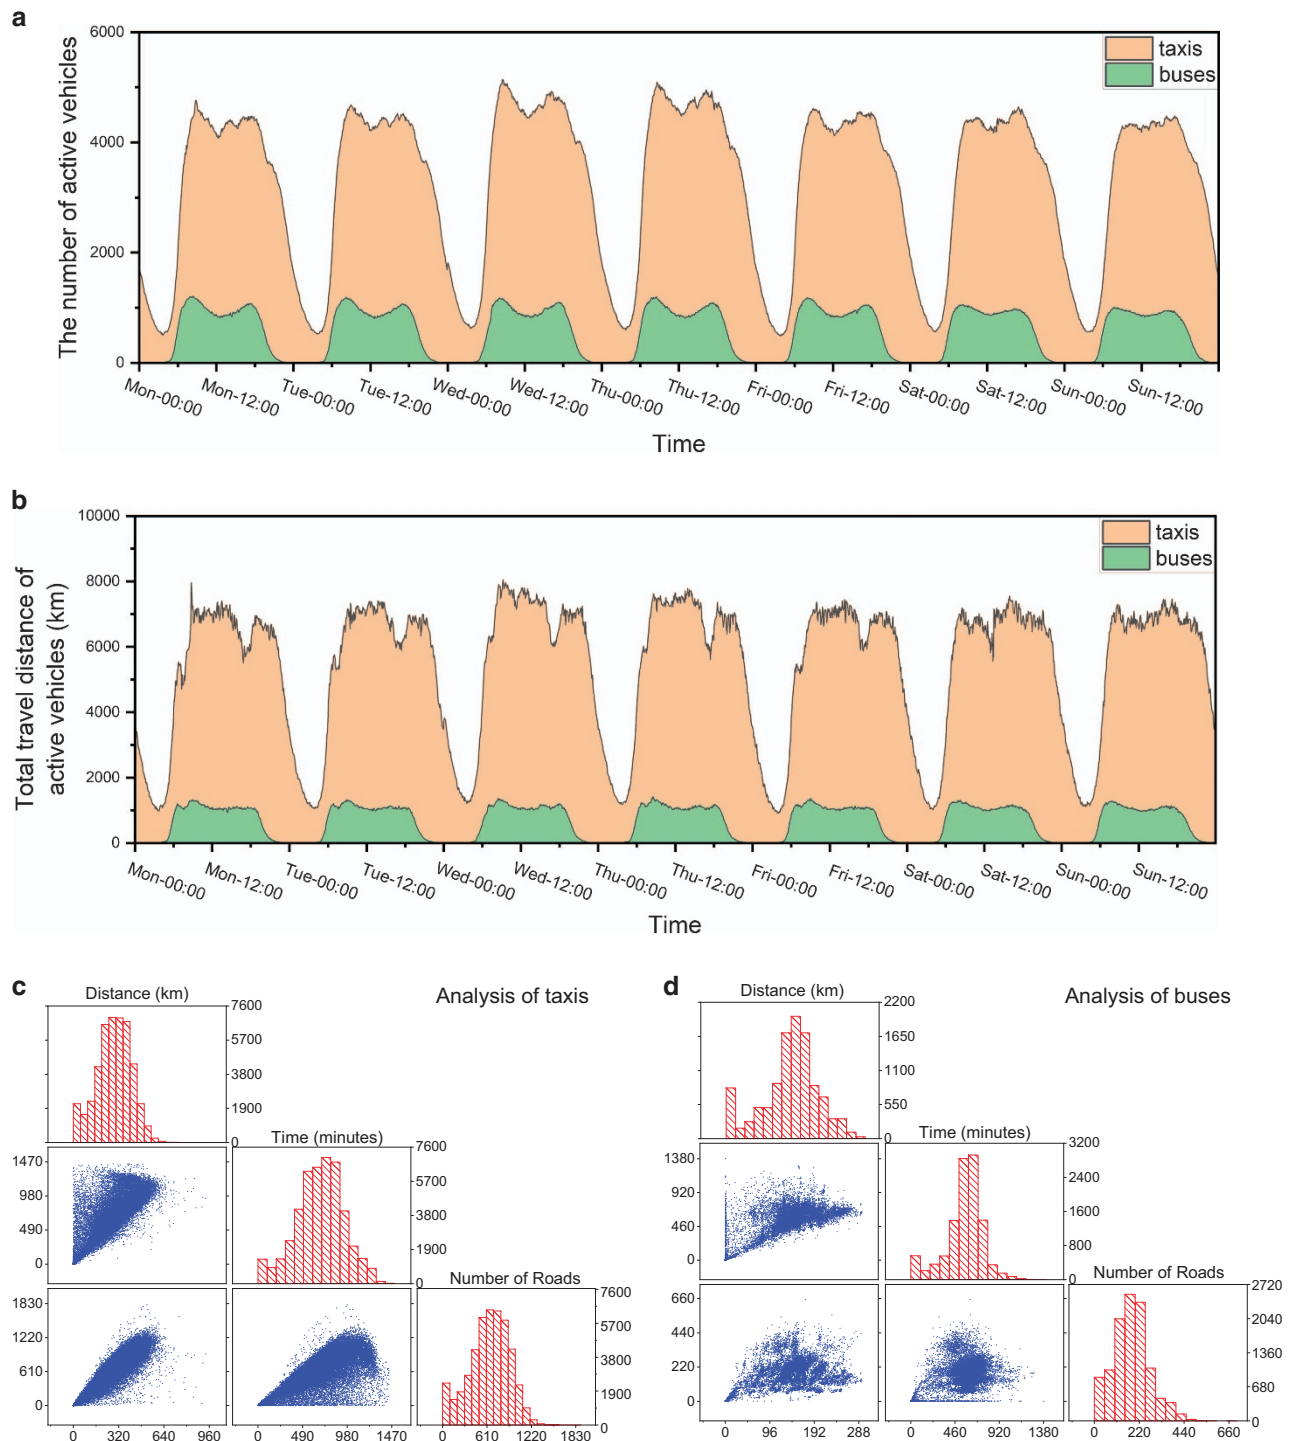 a
The number of active vehicles
6000
4000
2000
0
taxis
buses
Mon-00:00
Mon-12:00
Tue-00:00
Tue-12:00
Wed-00:00
Wed-12:00
Thu-00:00
Thu-12:00
Fri-00:00
Fri-12:00
Sat-00:00
Sat-12:00
Sun-00:00
Sun-12:00
Time
b
Total travel distance of
active vehicles (km)
10000
8000
6000
4000
2000
0
taxis
buses
Mon-00:00
Mon-12:00
Tue-00:00
Tue-12:00
Wed-00:00
Wed-12:00
Thu-00:00
Thu-12:00
Fri-00:00
Fri-12:00
Sat-00:00
Sat-12:00
Sun-00:00
Sun-12:00
Time
c
Analysis of taxis
Distance (km)
7600
5700
3800
1900
0
Time (minutes)
7600
5700
3800
1900
0
1470
980
490
0
Number of Roads
7600
5700
3800
1900
0
1830
1220
610
0
0 320 640 960
0 490 980 1470
0 610 1220 1830
d
Analysis of buses
Distance (km)
2200
1650
1100
550
0
Time (minutes)
3200
2400
1600
800
0
1380
920
460
0
Number of Roads
2720
2040
1360
680
0
660
440
220
0
0 96 192 288
0 460 920 1380
0 220 440 660